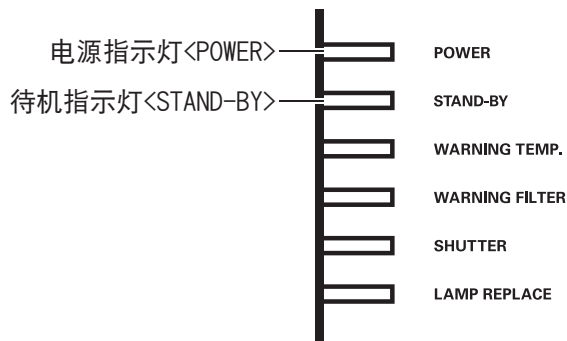 电源指示灯<POWER>
POWER
待机指示灯<STAND-BY>
STAND-BY
WARNING TEMP.
WARNING FILTER
SHUTTER
LAMP REPLACE